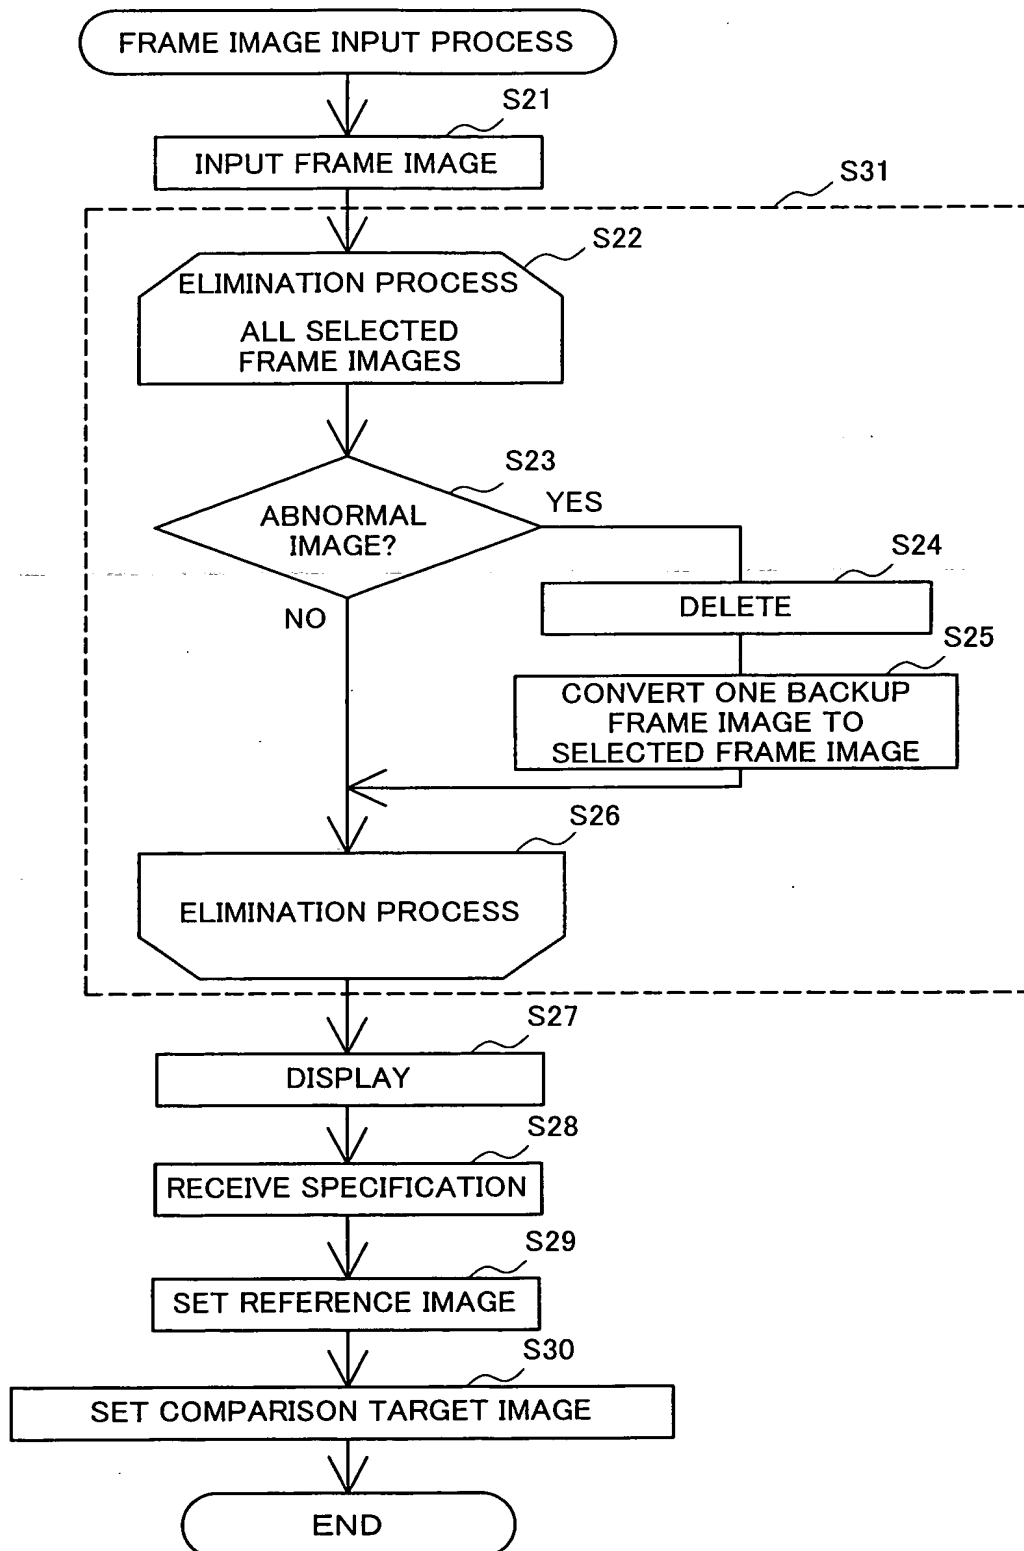 FRAME IMAGE INPUT PROCESS
S21
INPUT FRAME IMAGE
S31
S22
ELIMINATION PROCESS
ALL SELECTED
FRAME IMAGES
S23
ABNORMAL
IMAGE?
YES
NO
S24
DELETE
S25
CONVERT ONE BACKUP
FRAME IMAGE TO
SELECTED FRAME IMAGE
S26
ELIMINATION PROCESS
S27
DISPLAY
S28
RECEIVE SPECIFICATION
S29
SET REFERENCE IMAGE
S30
SET COMPARISON TARGET IMAGE
END